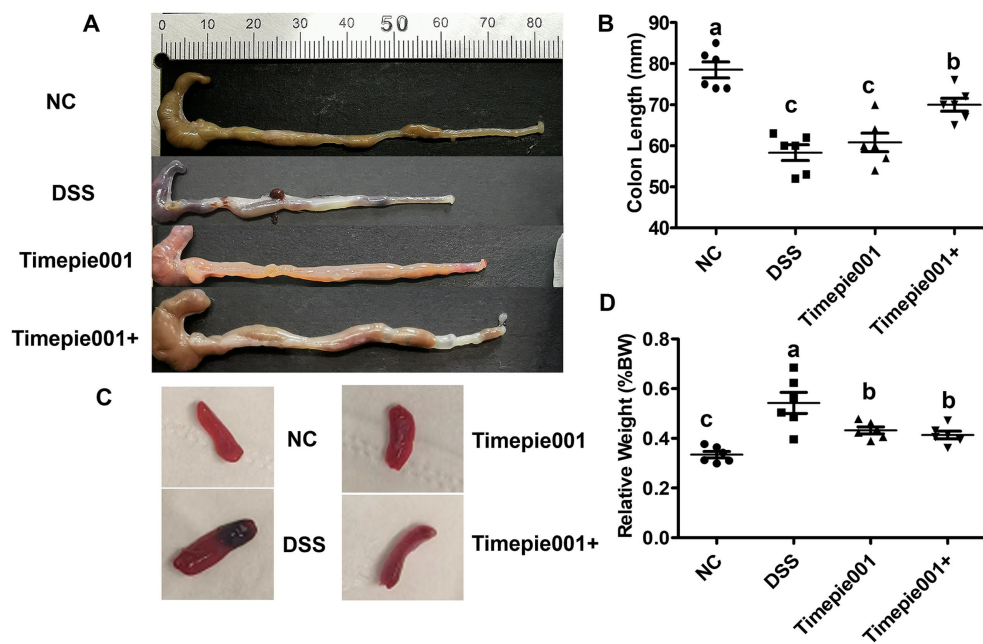 A
0 10 20 30 40 50 60 70 80
NC
DSS
Timepie001
Timepie001+
B
Colon Length (mm)
90
80
70
60
50
40
a
c
c
b
NC
DSS
Timepie001
Timepie001+
C
NC
Timepie001
DSS
Timepie001+
D
Relative Weight (%BW)
0.8
0.6
0.4
0.2
0.0
c
a
b
b
NC
DSS
Timepie001
Timepie001+